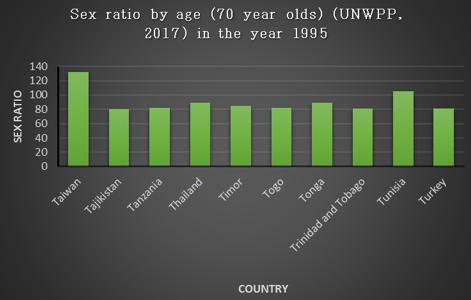 Sex ratio by age (70 year olds) (UNWPP,
2017) in the year 1995
SEX RATIO
140
120
100
80
60
40
20
0
Taiwan
Tajikistan
Tanzania
Thailand
Timor
Togo
Tonga
Trinidad and Tobago
Tunisia
Turkey
COUNTRY